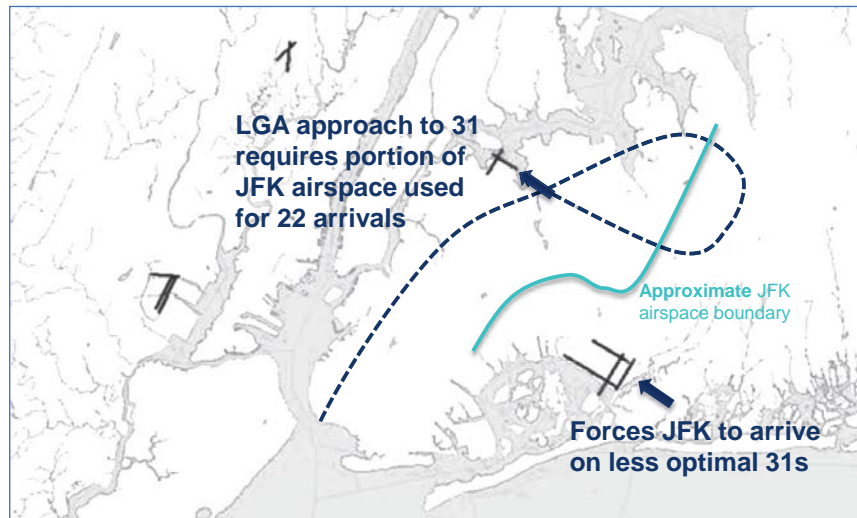 LGA approach to 31
requires portion of
JFK airspace used
for 22 arrivals
Approximate JFK
airspace boundary
Forces JFK to arrive
on less optimal 31s